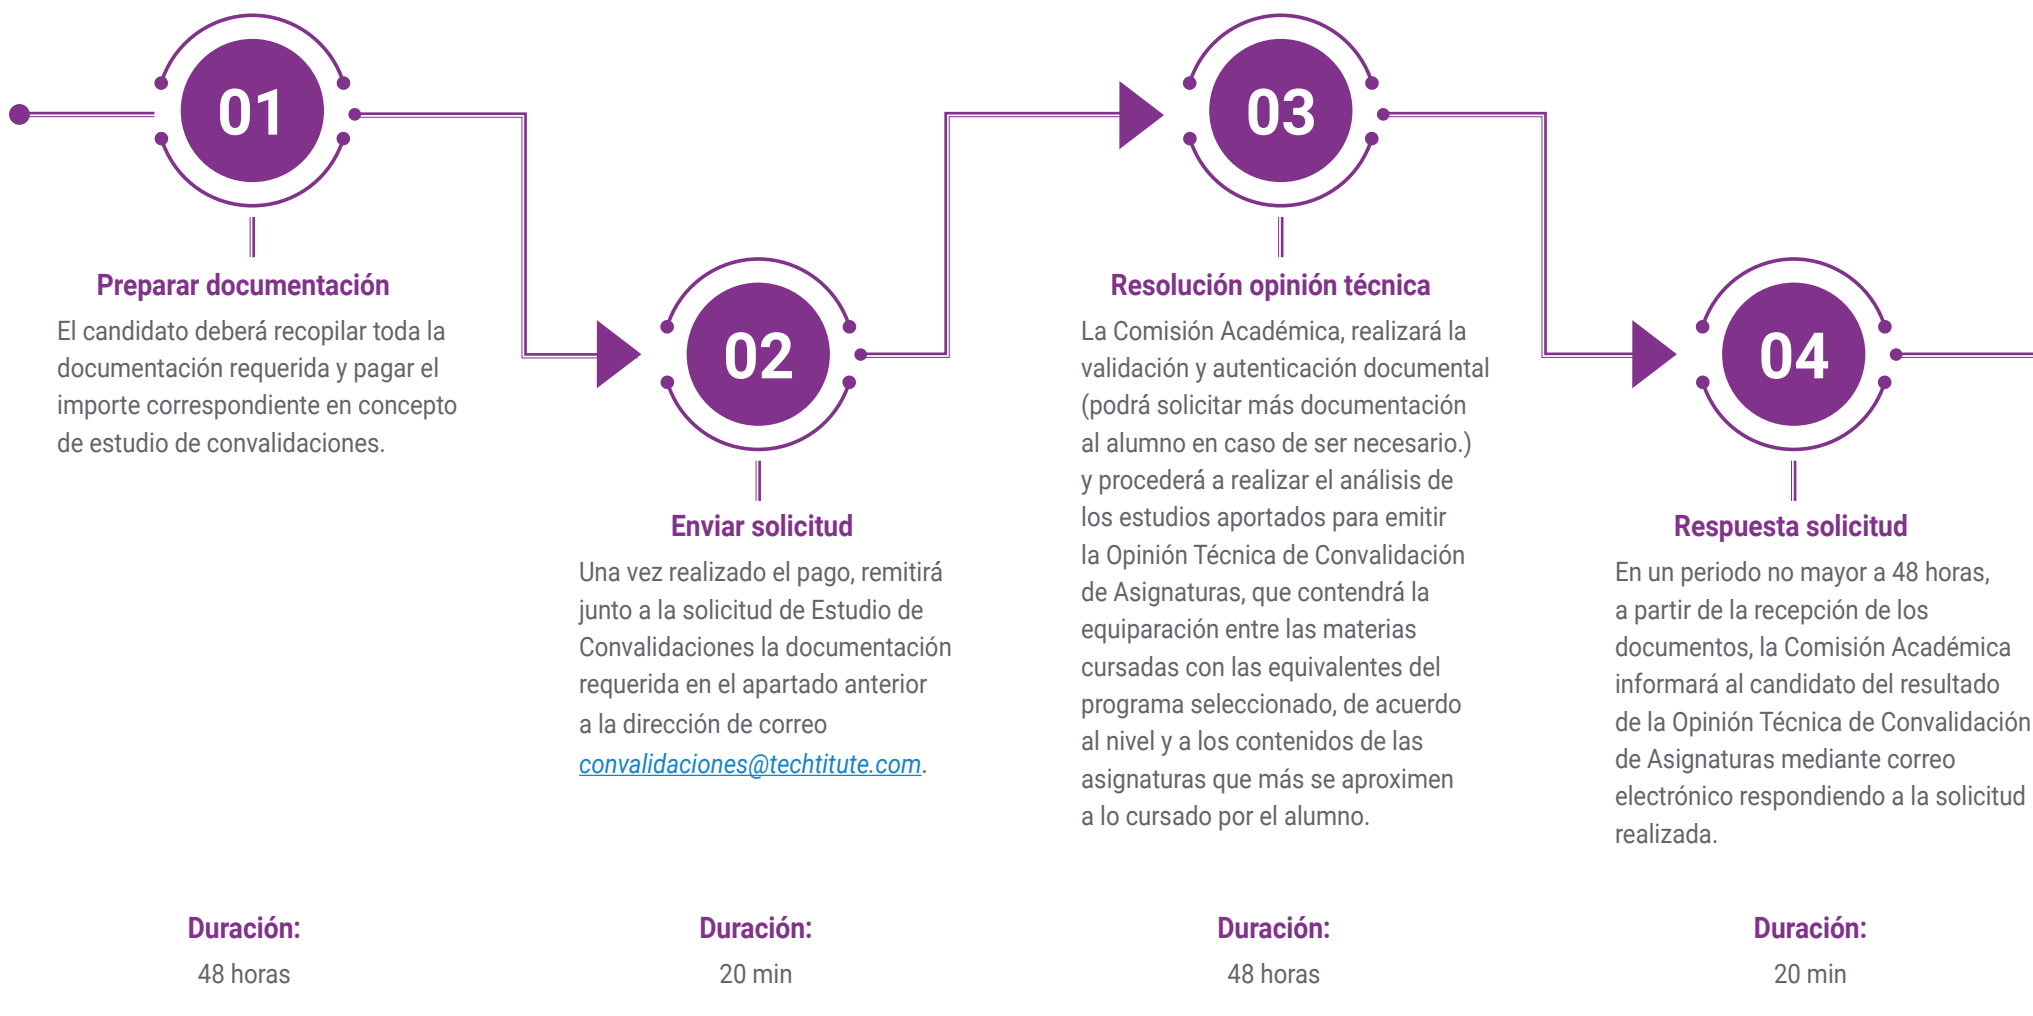 01
Preparar documentación
El candidato deberá recopilar toda la
documentación requerida y pagar el
importe correspondiente en concepto
de estudio de convalidaciones.
Duración:
48 horas
02
Enviar solicitud
Una vez realizado el pago, remitirá
junto a la solicitud de Estudio de
Convalidaciones la documentación
requerida en el apartado anterior
a la dirección de correo
convalidaciones@techtitute.com.
Duración:
20 min
03
Resolución opinión técnica
La Comisión Académica, realizará la
validación y autenticación documental
(podrá solicitar más documentación
al alumno en caso de ser necesario.)
y procederá a realizar el análisis de
los estudios aportados para emitir
la Opinión Técnica de Convalidación
de Asignaturas, que contendrá la
equiparación entre las materias
cursadas con las equivalentes del
programa seleccionado, de acuerdo
al nivel y a los contenidos de las
asignaturas que más se aproximen
a lo cursado por el alumno.
Duración:
48 horas
04
Respuesta solicitud
En un periodo no mayor a 48 horas,
a partir de la recepción de los
documentos, la Comisión Académica
informará al candidato del resultado
de la Opinión Técnica de Convalidación
de Asignaturas mediante correo
electrónico respondiendo a la solicitud
realizada.
Duración:
20 min